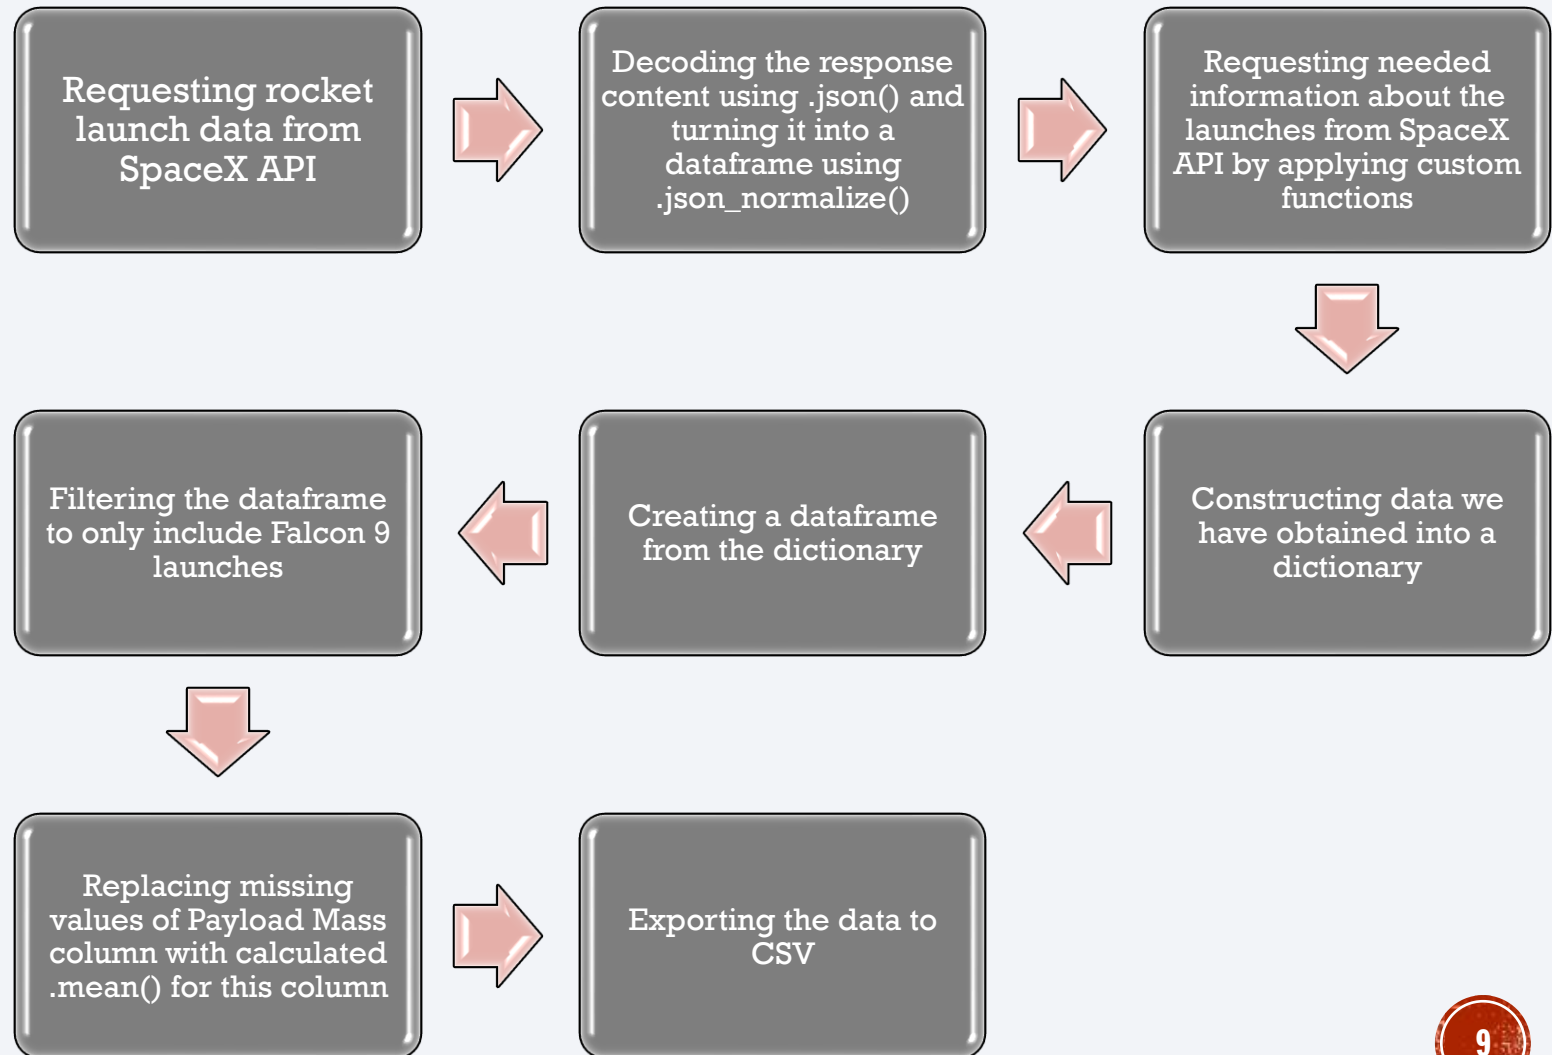 Requesting rocket
launch data from
SpaceX API
Decoding the response
content using .json() and
turning it into a
dataframe using
.json_normalize()
Requesting needed
information about the
launches from SpaceX
API by applying custom
functions
Constructing data we
have obtained into a
dictionary
Creating a dataframe
from the dictionary
Filtering the dataframe
to only include Falcon 9
launches
Replacing missing
values of Payload Mass
column with calculated
.mean() for this column
Exporting the data to
CSV
9